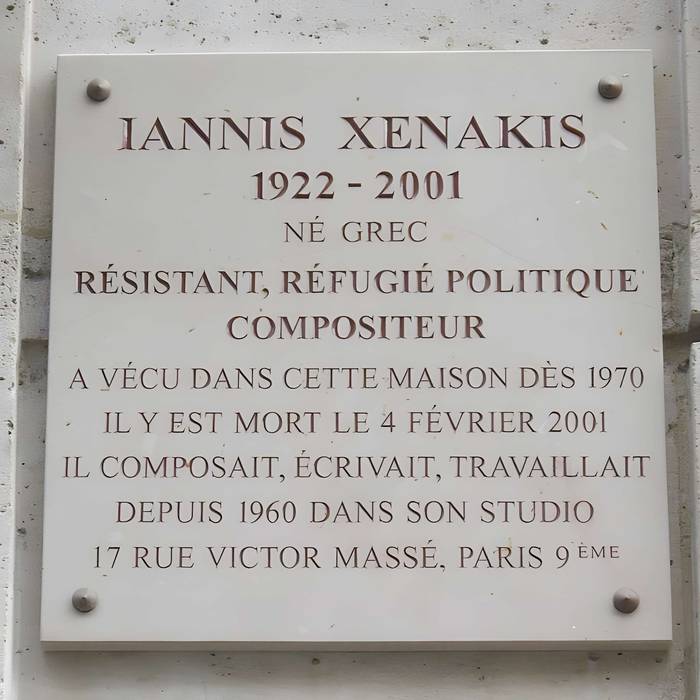 IANNIS XENAKIS
1922 - 2001
NÉ GREC
RÉSISTANT, RÉFUGIÉ POLITIQUE
COMPOSITEUR
A VÉCU DANS CETTE MAISON DÈS 1970
IL Y EST MORT LE 4 FÉVRIER 2001
IL COMPOSAIT, ÉCRIVAIT, TRAVAILLAIT
DEPUIS 1960 DANS SON STUDIO
17 RUE VICTOR MASSÉ, PARIS 9ÈME